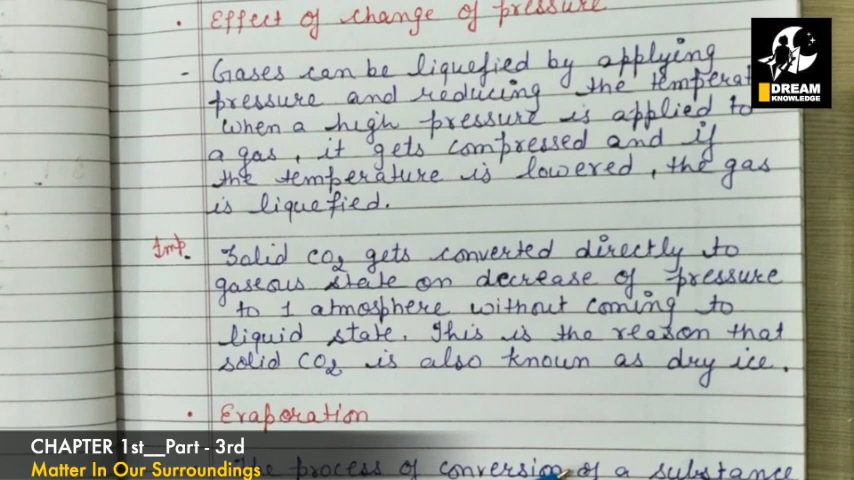 • Effect of change of pressure
- Gases can be liquefied by applying
pressure and reducing the temperat
When a high pressure is applied to
a gas, it gets compressed and if
the temperature is lowered, the gas
is liquefied.
Imp. Solid CO₂ gets converted directly to
gaseous state on decrease of pressure
to 1 atmosphere without coming to
liquid state. This is the reason that
solid CO₂ is also known as dry ice.
• Evaporation
The process of conversion of a substance
DREAM
KNOWLEDGE
CHAPTER 1st__Part - 3rd
Matter In Our Surroundings